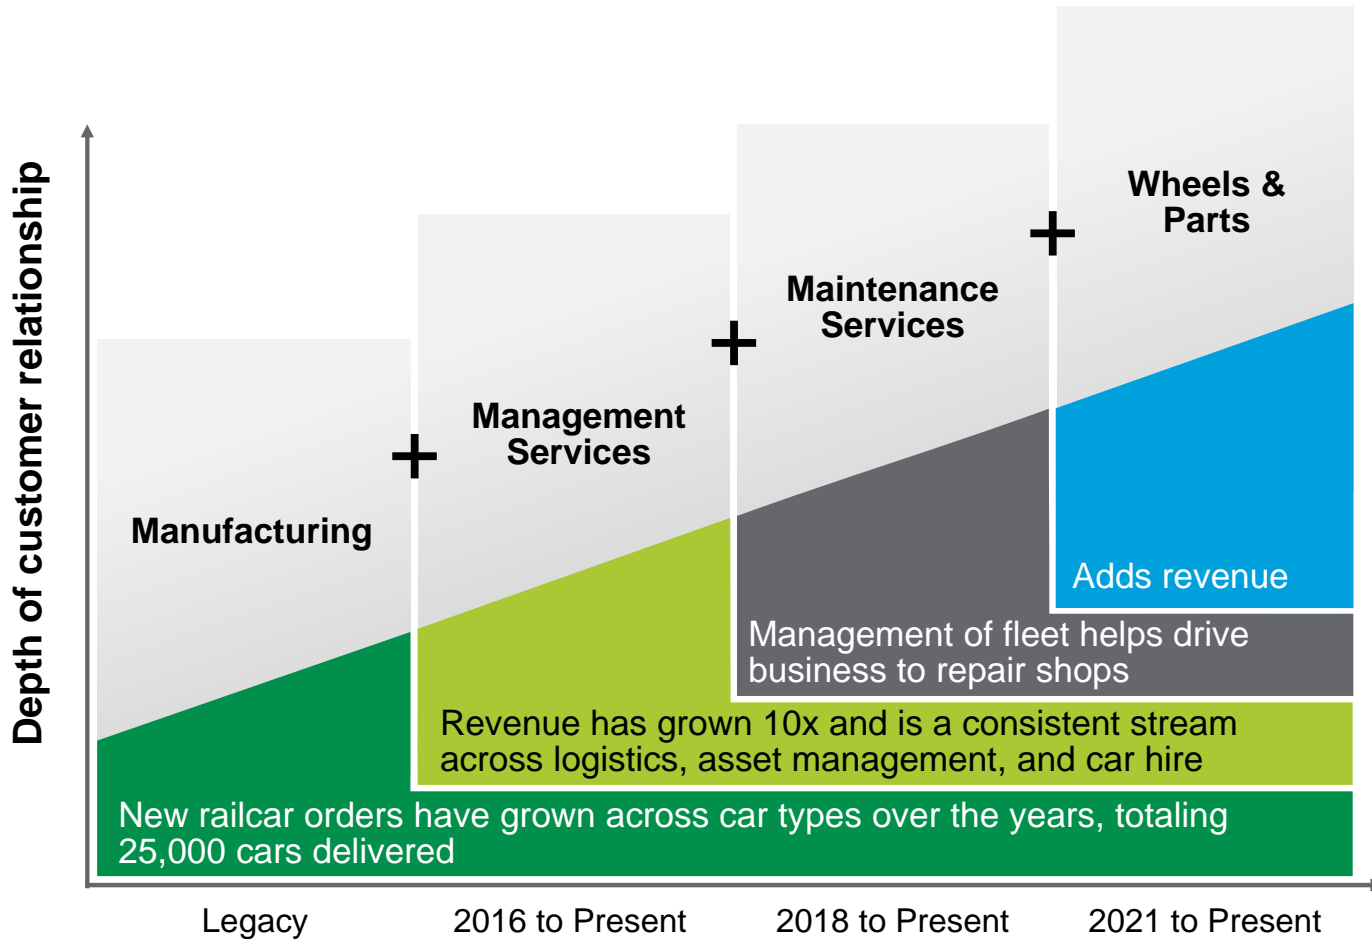 Depth of customer relationship
Manufacturing
+
Management
Services
+
Maintenance
Services
+
Wheels &
Parts
Adds revenue
Management of fleet helps drive
business to repair shops
Revenue has grown 10x and is a consistent stream
across logistics, asset management, and car hire
New railcar orders have grown across car types over the years, totaling
25,000 cars delivered
Legacy
2016 to Present
2018 to Present
2021 to Present